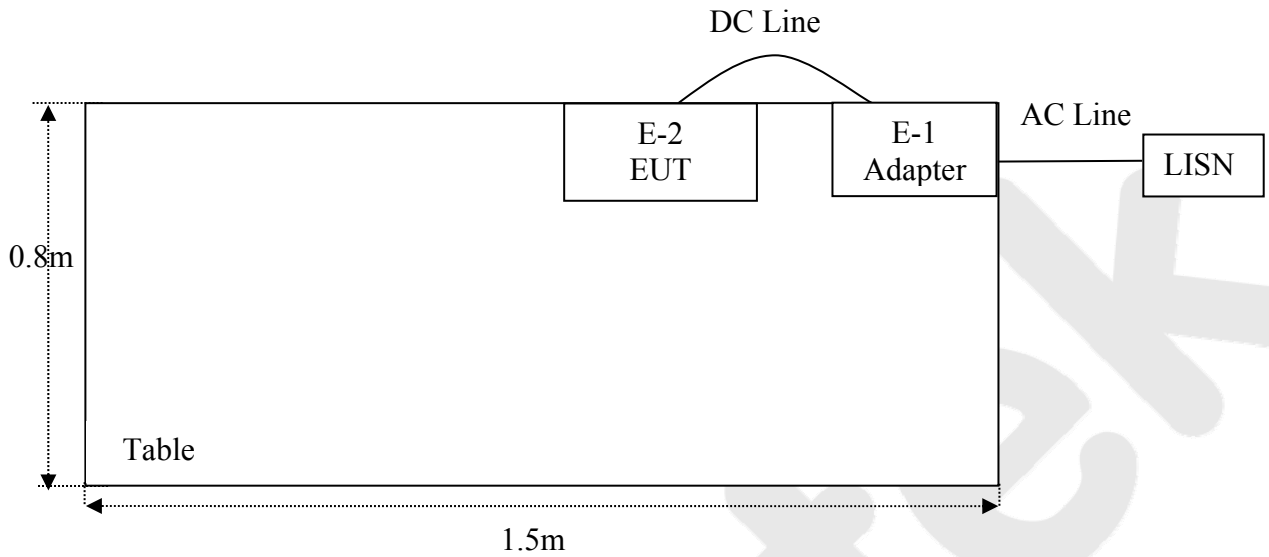 DC Line
E-2
EUT
E-1
Adapter
AC Line
LISN
0.8m
Table
1.5m